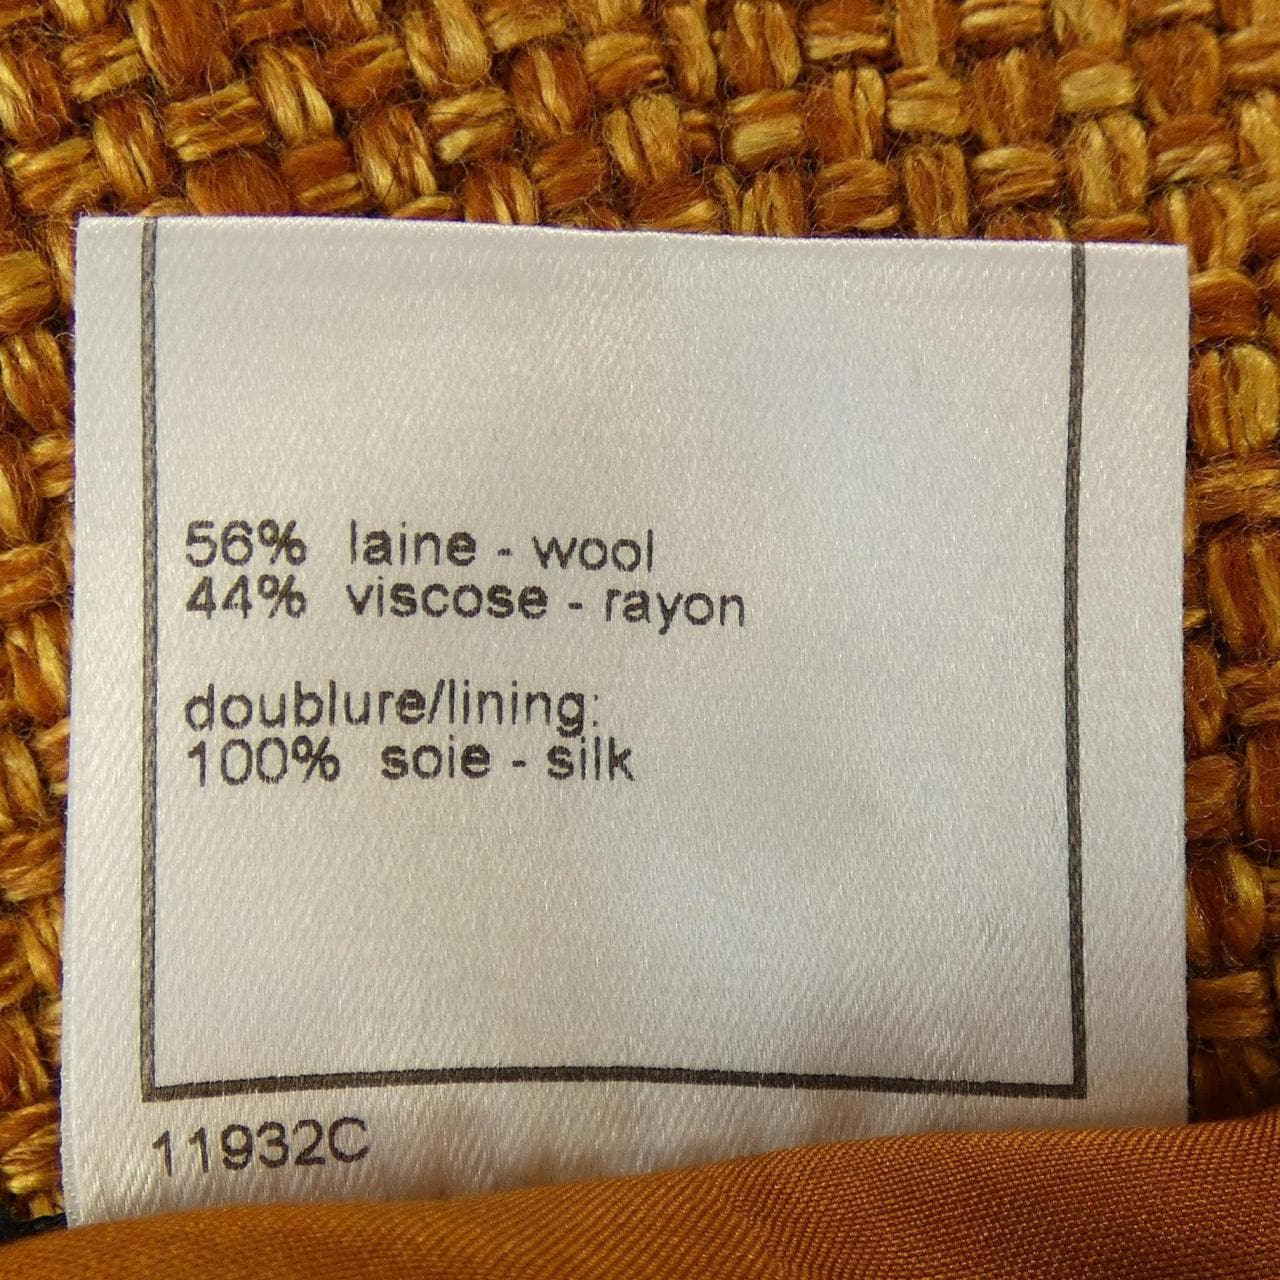 56% laine - wool
44% viscose - rayon
doublure/lining:
100% soie - silk
11932C